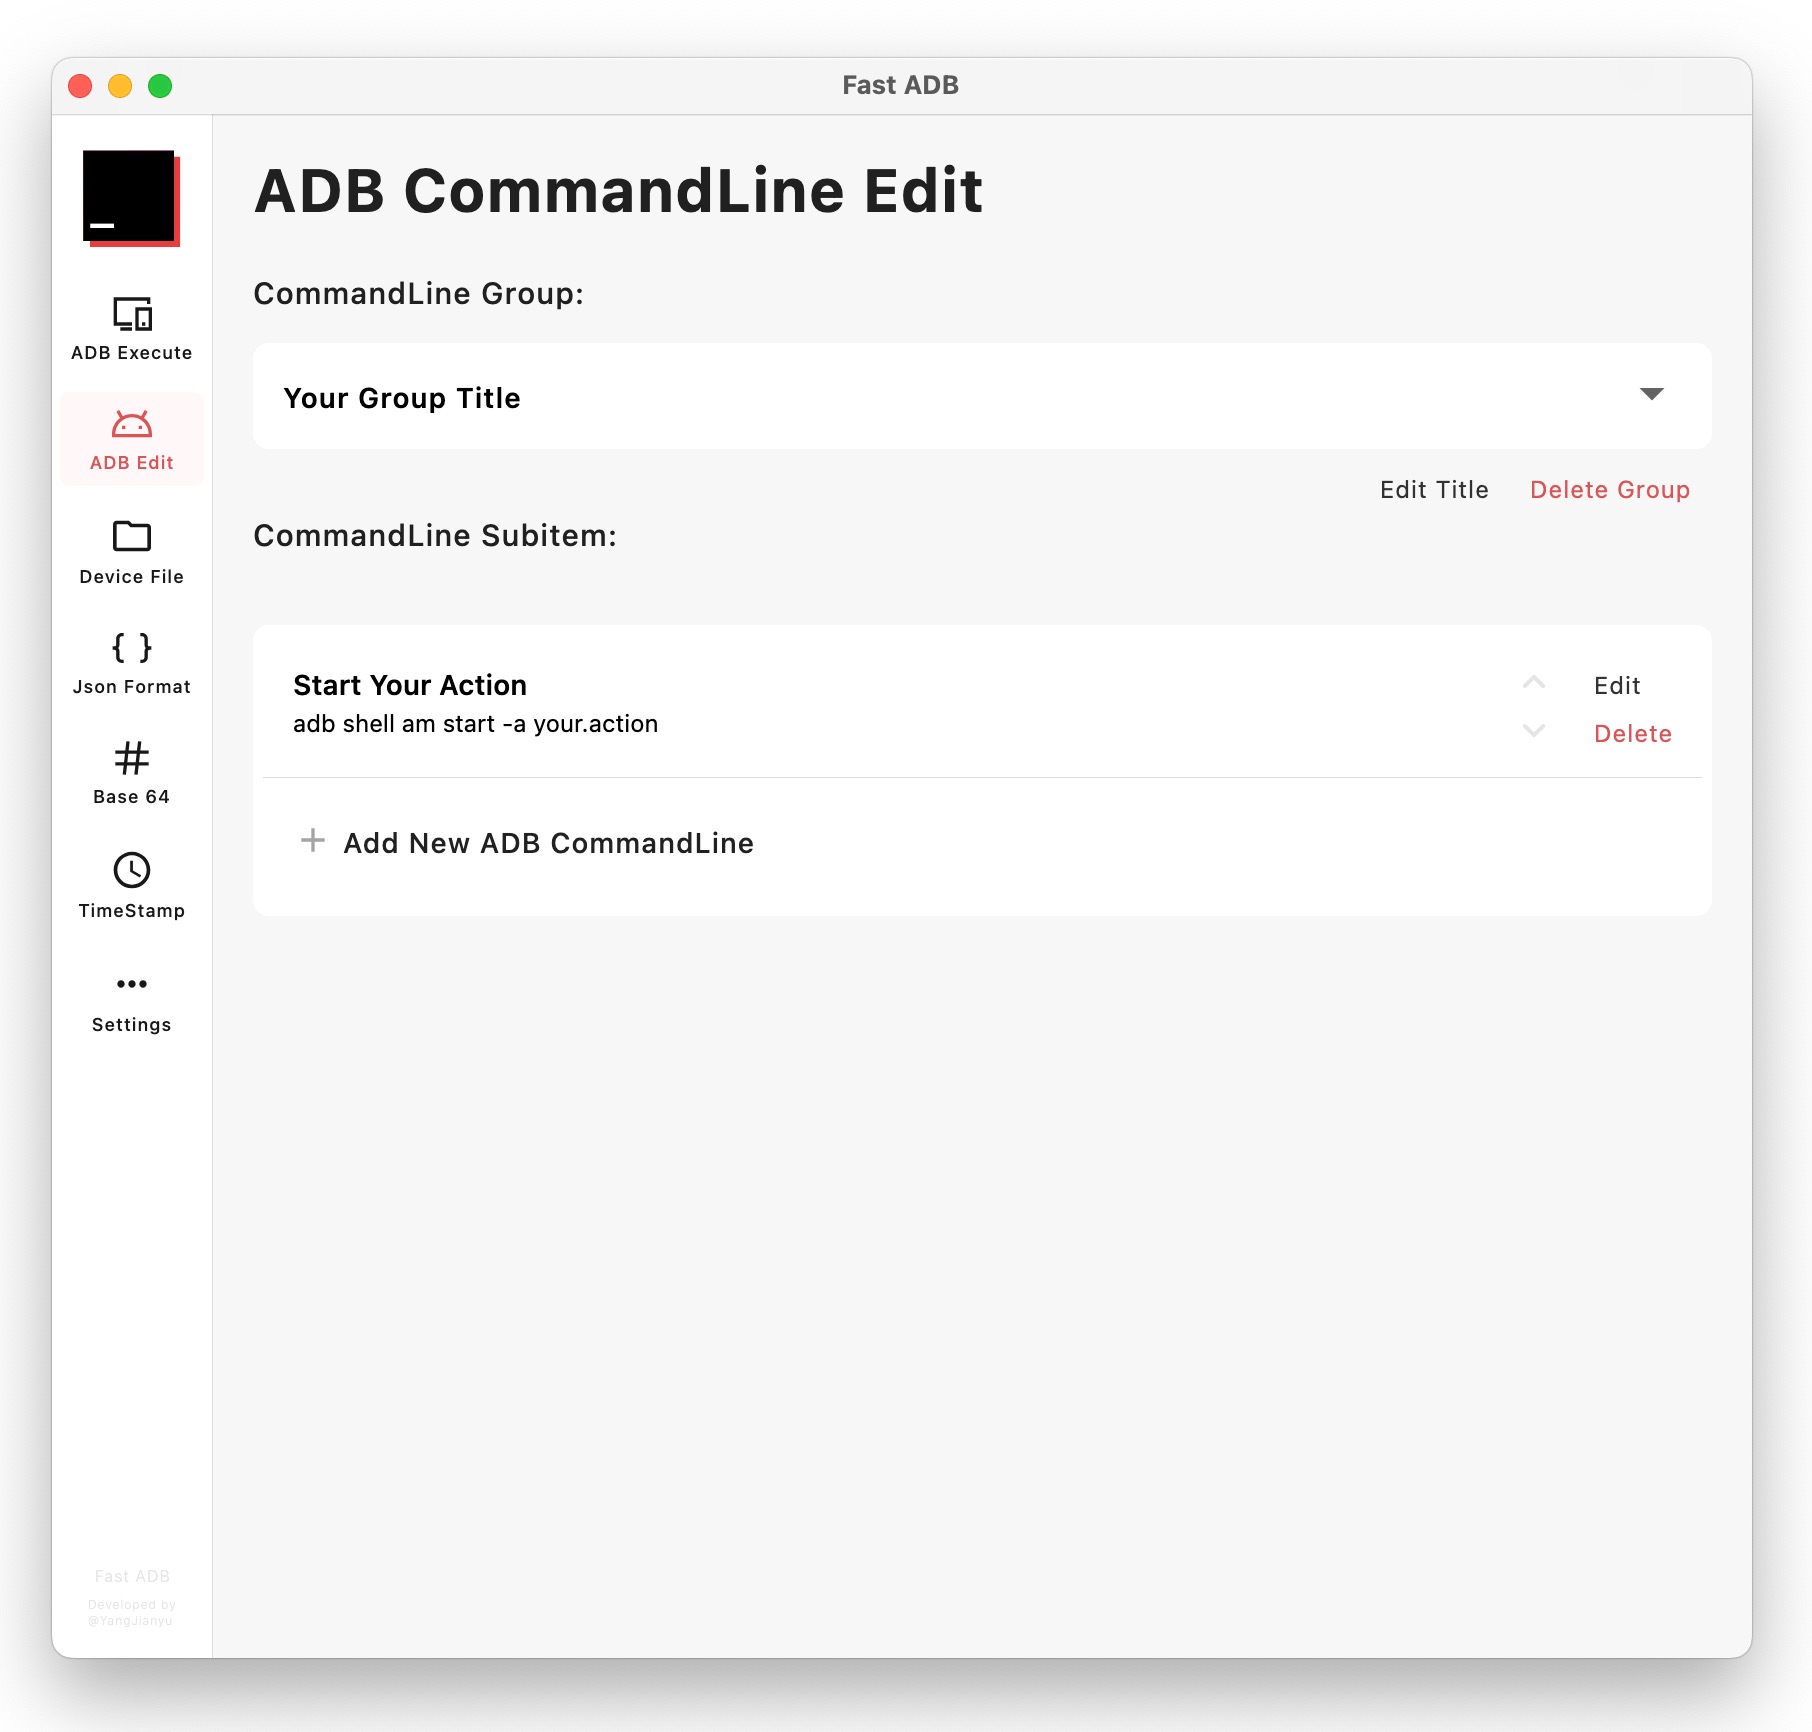 Fast ADB
ADB Execute
ADB Edit
Device File
Json Format
Base 64
TimeStamp
Settings
Fast ADB
Developed by
@YangJianyu
ADB CommandLine Edit
CommandLine Group:
Your Group Title
Edit Title Delete Group
CommandLine Subitem:
Start Your Action
adb shell am start -a your.action
Edit
Delete
Add New ADB CommandLine